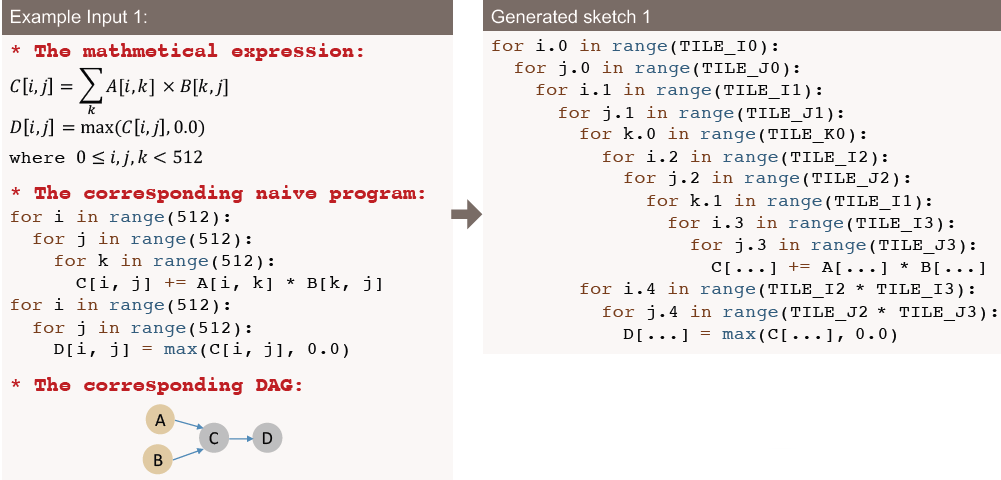 Example Input 1:
* The mathmetical expression:
C[i,j] = ∑ A[i,k] × B[k,j]
k
D[i,j] = max(C[i,j], 0.0)
where 0 ≤ i,j,k < 512
* The corresponding naive program:
for i in range(512):
for j in range(512):
for k in range(512):
C[i, j] += A[i, k] * B[k, j]
for i in range(512):
for j in range(512):
D[i, j] = max(C[i, j], 0.0)
* The corresponding DAG:
A
B
C
D
Generated sketch 1
for i.0 in range(TILE_I0):
for j.0 in range(TILE_J0):
for i.1 in range(TILE_I1):
for j.1 in range(TILE_J1):
for k.0 in range(TILE_K0):
for i.2 in range(TILE_I2):
for j.2 in range(TILE_J2):
for k.1 in range(TILE_I1):
for i.3 in range(TILE_I3):
for j.3 in range(TILE_J3):
C[...] += A[...] * B[...]
for i.4 in range(TILE_I2 * TILE_I3):
for j.4 in range(TILE_J2 * TILE_J3):
D[...] = max(C[...], 0.0)